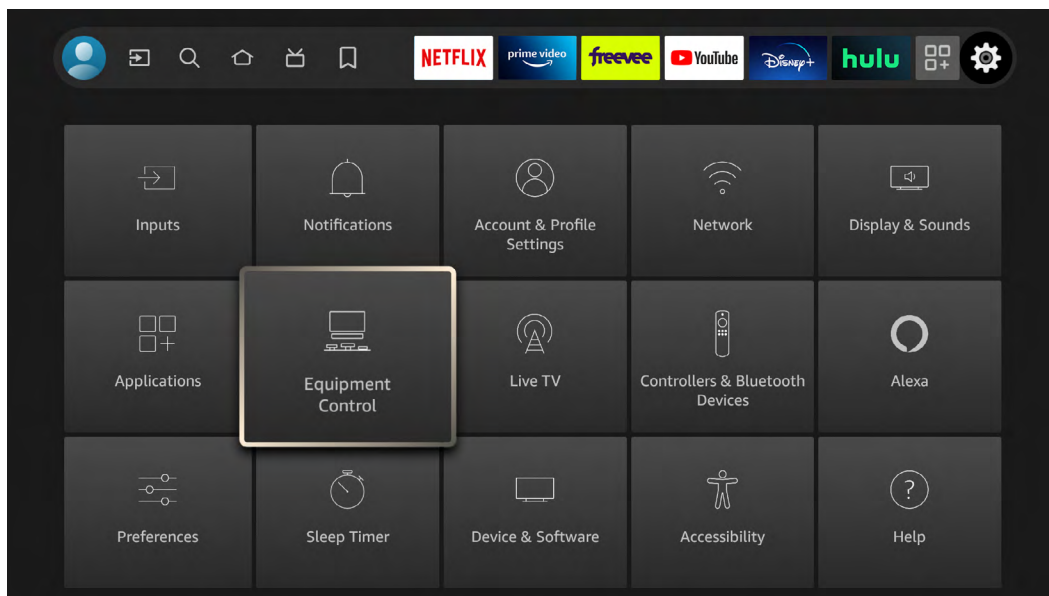 NETFLIX prime video freevee YouTube Disney+ hulu
Inputs
Notifications
Account & Profile
Settings
Network
Display & Sounds
Applications
Equipment
Control
Live TV
Controllers & Bluetooth
Devices
Alexa
Preferences
Sleep Timer
Device & Software
Accessibility
?
Help